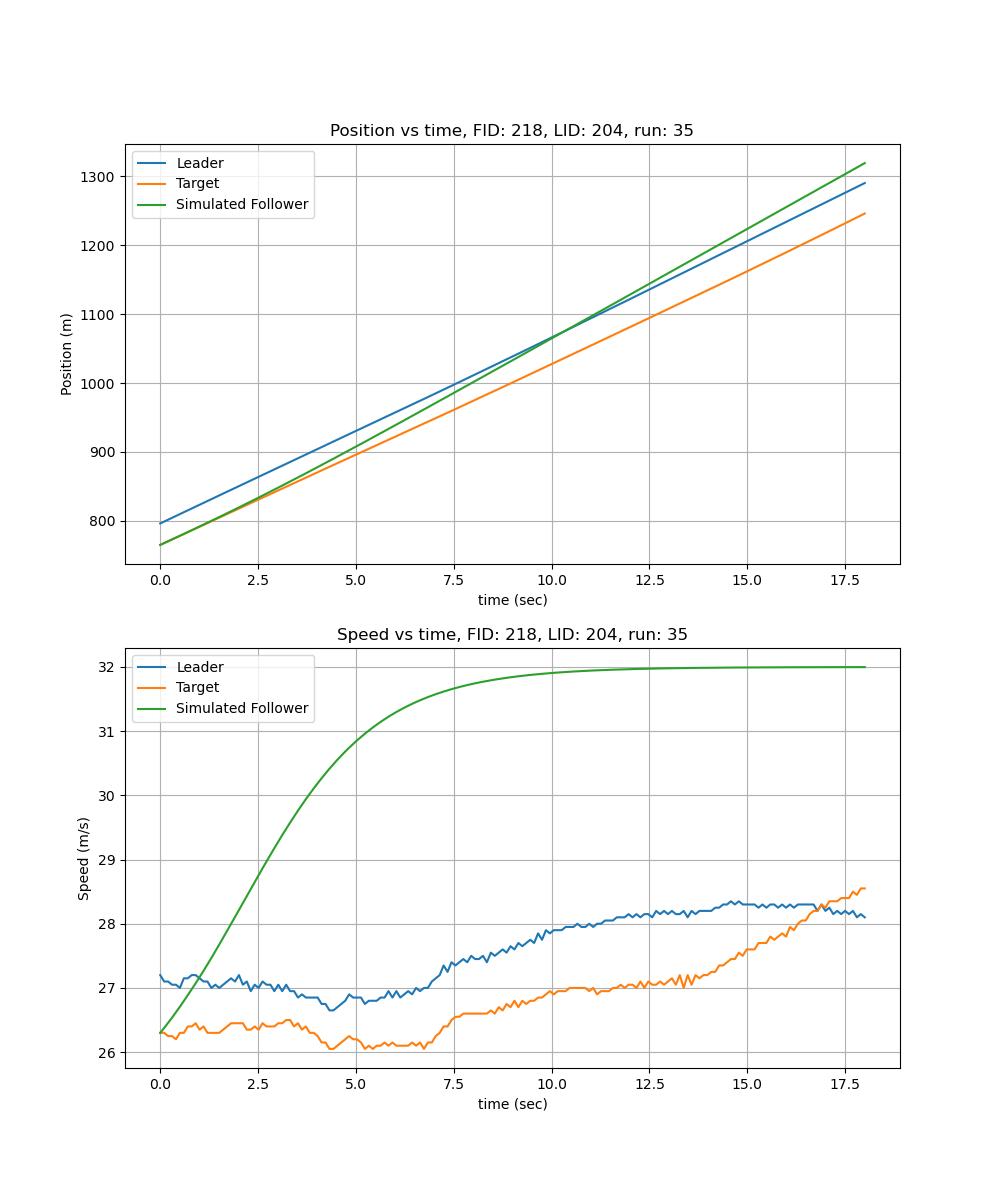 Position vs time, FID: 218, LID: 204, run: 35
Leader
Target
Simulated Follower
1300
1200
1100
1000
900
800
Position (m)
0.0 2.5 5.0 7.5 10.0 12.5 15.0 17.5
time (sec)
Speed vs time, FID: 218, LID: 204, run: 35
Leader
Target
Simulated Follower
32
31
30
29
28
27
26
Speed (m/s)
0.0 2.5 5.0 7.5 10.0 12.5 15.0 17.5
time (sec)